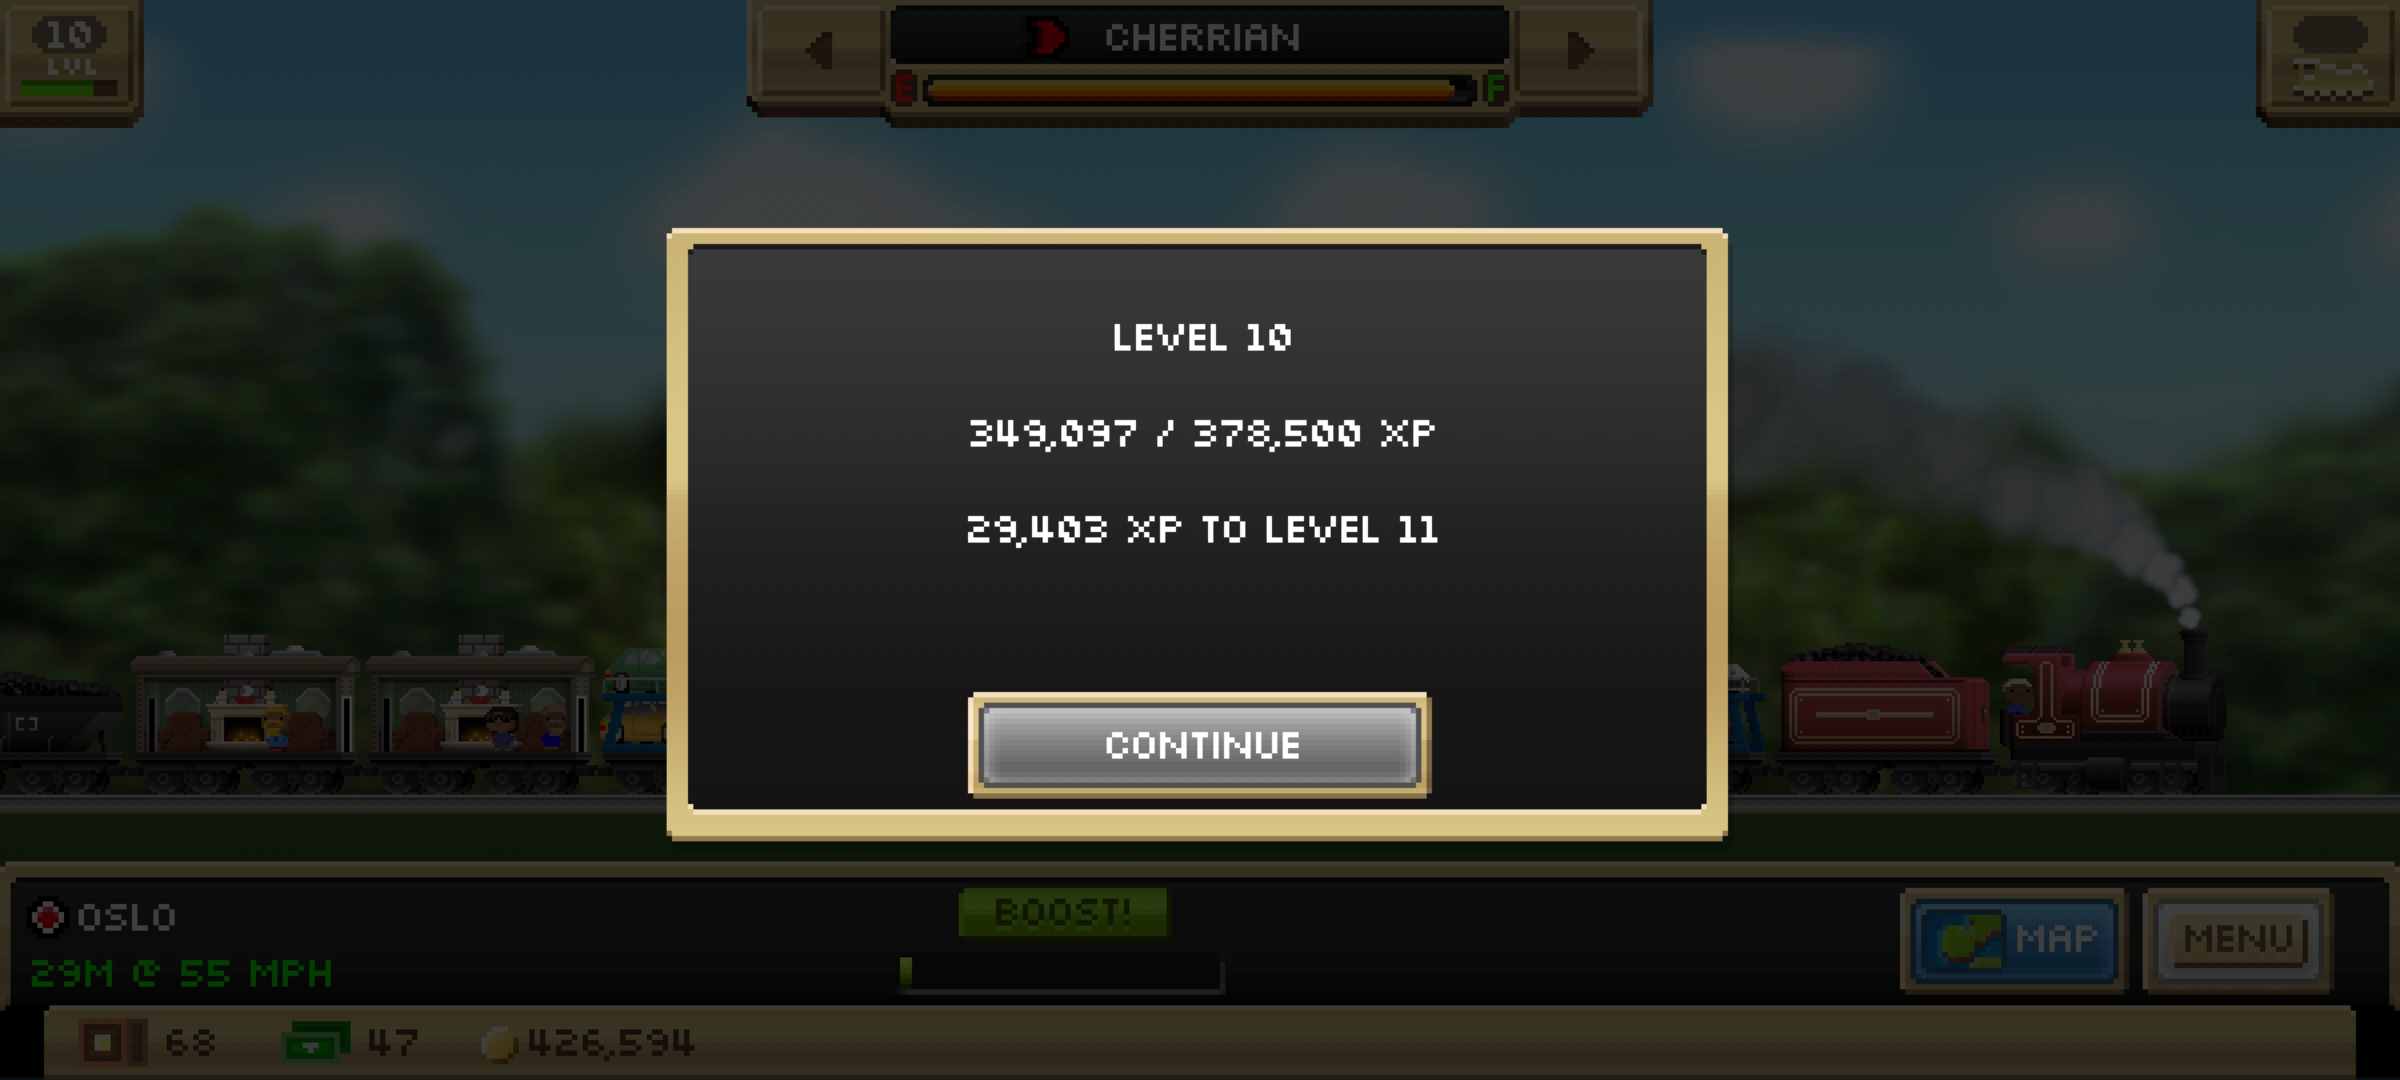 10
LVL
CHERRIAN
E F
LEVEL 10
349,097 / 378,500 XP
29,403 XP TO LEVEL 11
CONTINUE
OSLO
29M @ 55 MPH
BOOST!
MAP
MENU
68 47 426,594